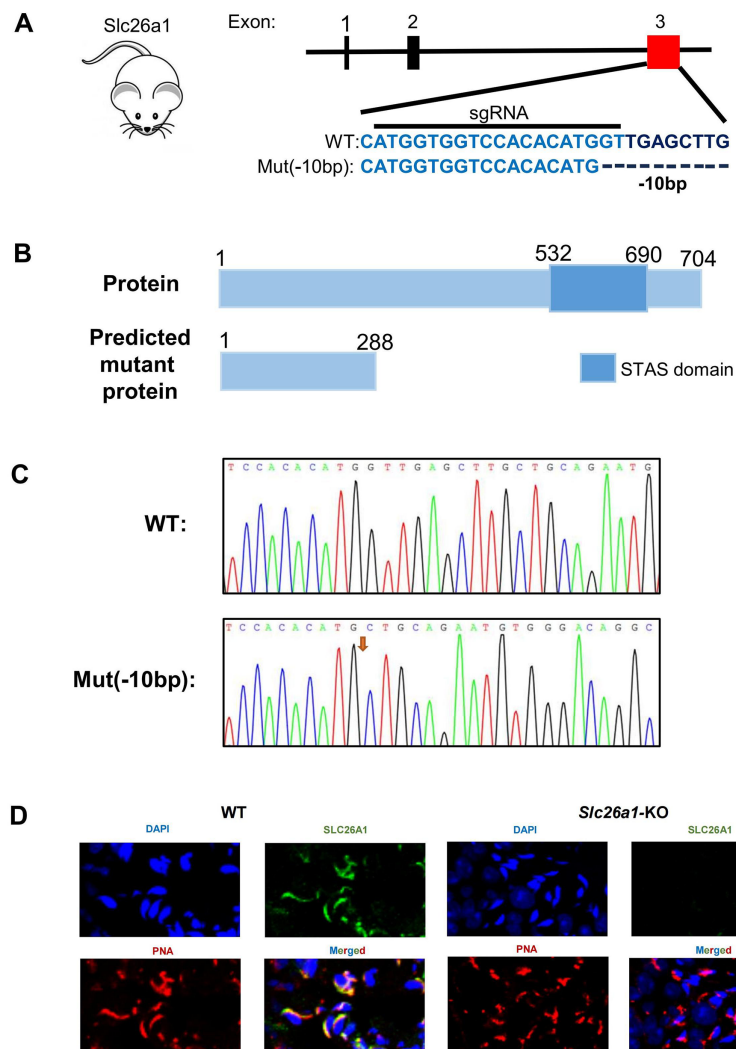 A
Slc26a1
Exon:
1
2
3
sgRNA
WT:CATGGTGGTCCACACATGGTTGAGCTTG
Mut(-10bp): CATGGTGGTCCACACATG----------
-10bp
B
1
532
690
704
Protein
Predicted
mutant
protein
1
288
STAS domain
C
WT:
T C C A C A C A T G G T T G A G C T T G C T G C A G A A T G
Mut(-10bp):
T C C A C A C A T G C T G C A G A A T G T G G G A C A G G C
D
WT
Slc26a1-KO
DAPI
SLC26A1
DAPI
SLC26A1
PNA
Merged
PNA
Merged